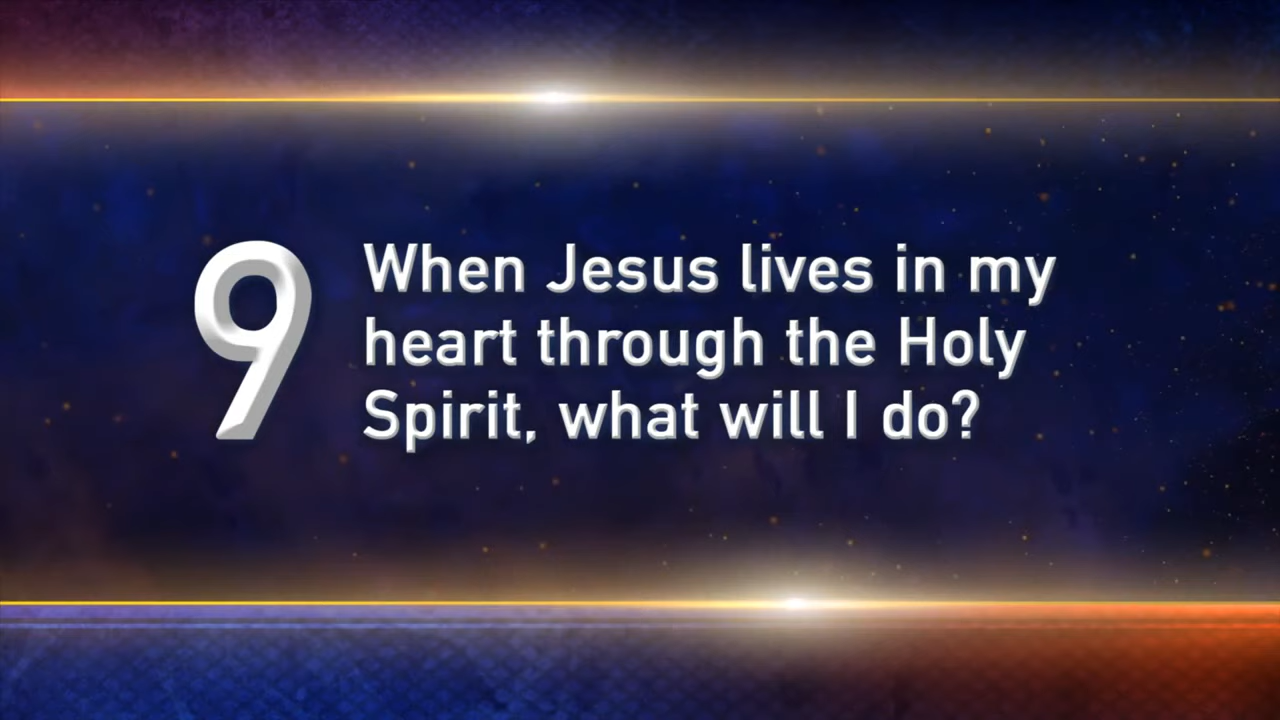 9
When Jesus lives in my
heart through the Holy
Spirit, what will I do?